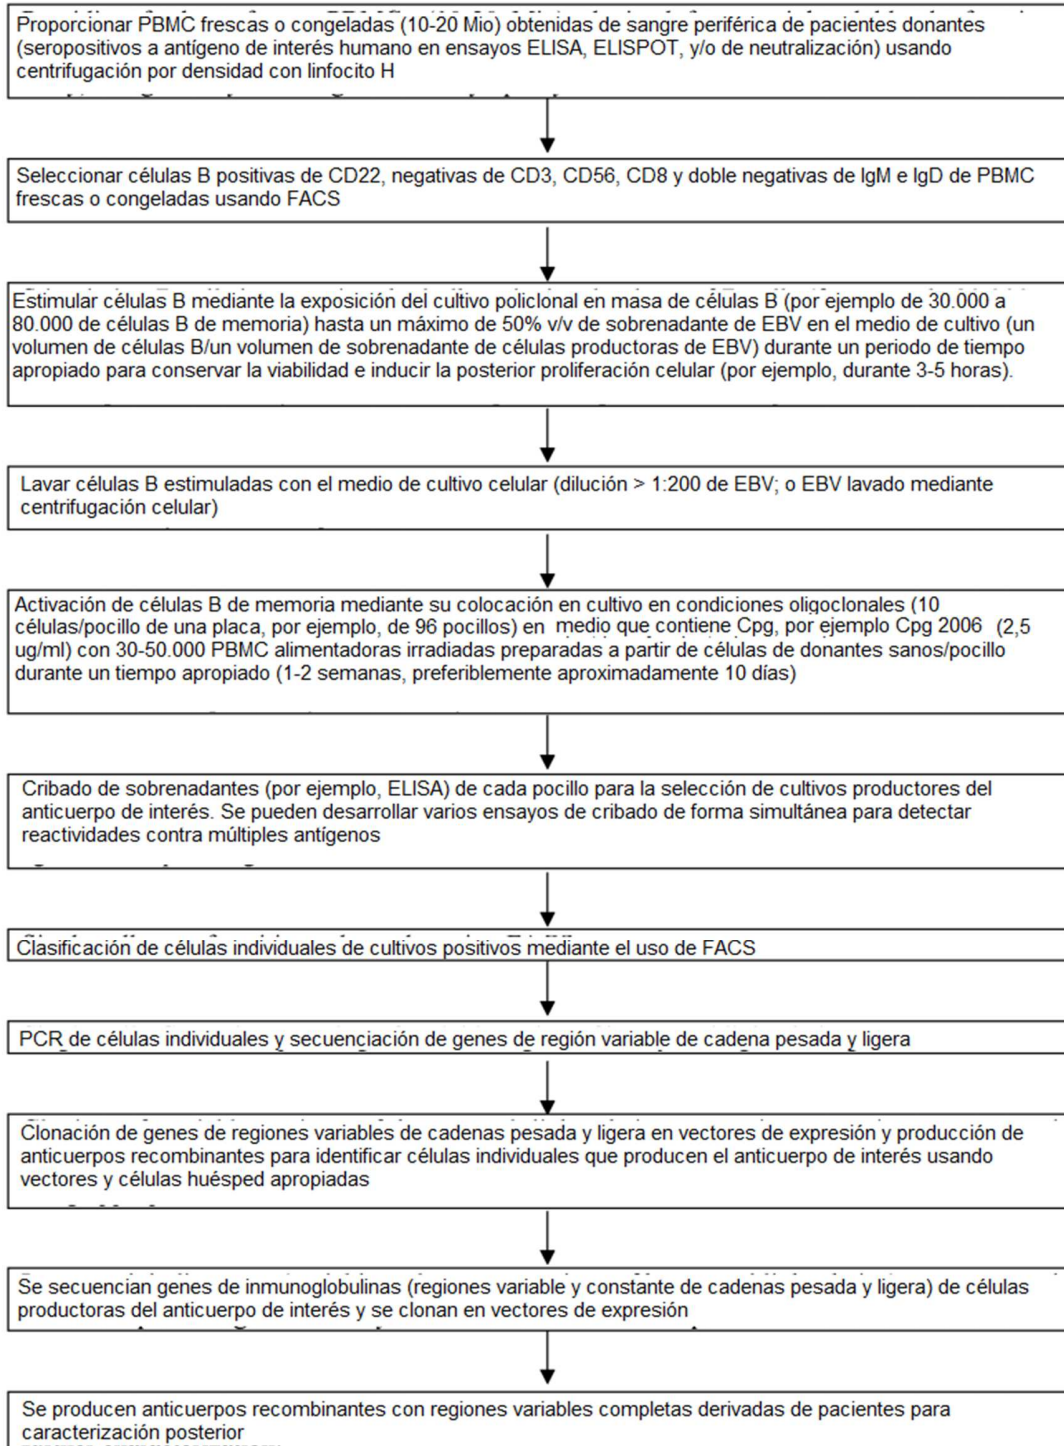 Proporcionar PBMC frescas o congeladas (10-20 Mio) obtenidas de sangre periférica de pacientes donantes
(seropositivos a antígeno de interés humano en ensayos ELISA, ELISPOT, y/o de neutralización) usando
centrifugación por densidad con linfocito H
Seleccionar células B positivas de CD22, negativas de CD3, CD56, CD8 y doble negativas de IgM e IgD de PBMC
frescas o congeladas usando FACS
Estimular células B mediante la exposición del cultivo policlonal en masa de células B (por ejemplo de 30.000 a
80.000 de células B de memoria) hasta un máximo de 50% v/v de sobrenadante de EBV en el medio de cultivo (un
volumen de células B/un volumen de sobrenadante de células productoras de EBV) durante un periodo de tiempo
apropiado para conservar la viabilidad e inducir la posterior proliferación celular (por ejemplo, durante 3-5 horas).
Lavar células B estimuladas con el medio de cultivo celular (dilución > 1:200 de EBV; o EBV lavado mediante
centrifugación celular)
Activación de células B de memoria mediante su colocación en cultivo en condiciones oligoclonales (10
células/pocillo de una placa, por ejemplo, de 96 pocillos) en medio que contiene Cpg, por ejemplo Cpg 2006 (2,5
ug/ml) con 30-50.000 PBMC alimentadoras irradiadas preparadas a partir de células de donantes sanos/pocillo
durante un tiempo apropiado (1-2 semanas, preferiblemente aproximadamente 10 días)
Cribado de sobrenadantes (por ejemplo, ELISA) de cada pocillo para la selección de cultivos productores del
anticuerpo de interés. Se pueden desarrollar varios ensayos de cribado de forma simultánea para detectar
reactividades contra múltiples antígenos
Clasificación de células individuales de cultivos positivos mediante el uso de FACS
PCR de células individuales y secuenciación de genes de región variable de cadena pesada y ligera
Clonación de genes de regiones variables de cadenas pesada y ligera en vectores de expresión y producción de
anticuerpos recombinantes para identificar células individuales que producen el anticuerpo de interés usando
vectores y células huésped apropiadas
Se secuencian genes de inmunoglobulinas (regiones variable y constante de cadenas pesada y ligera) de células
productoras del anticuerpo de interés y se clonan en vectores de expresión
Se producen anticuerpos recombinantes con regiones variables completas derivadas de pacientes para
caracterización posterior